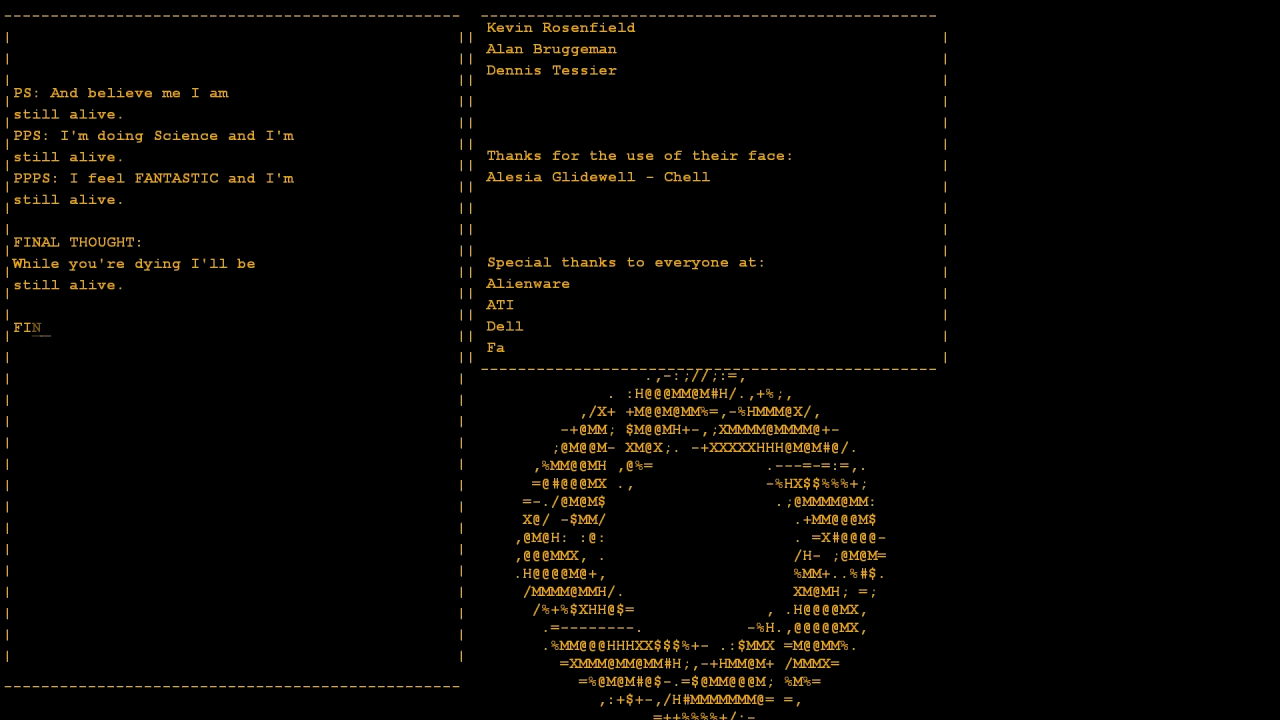 PS: And believe me I am
still alive.
PPS: I'm doing Science and I'm
still alive.
PPPS: I feel FANTASTIC and I'm
still alive.
FINAL THOUGHT:
While you're dying I'll be
still alive.
FIN_
Kevin Rosenfield
Alan Bruggeman
Dennis Tessier
Thanks for the use of their face:
Alesia Glidewell - Chell
Special thanks to everyone at:
Alienware
ATI
Dell
Fa